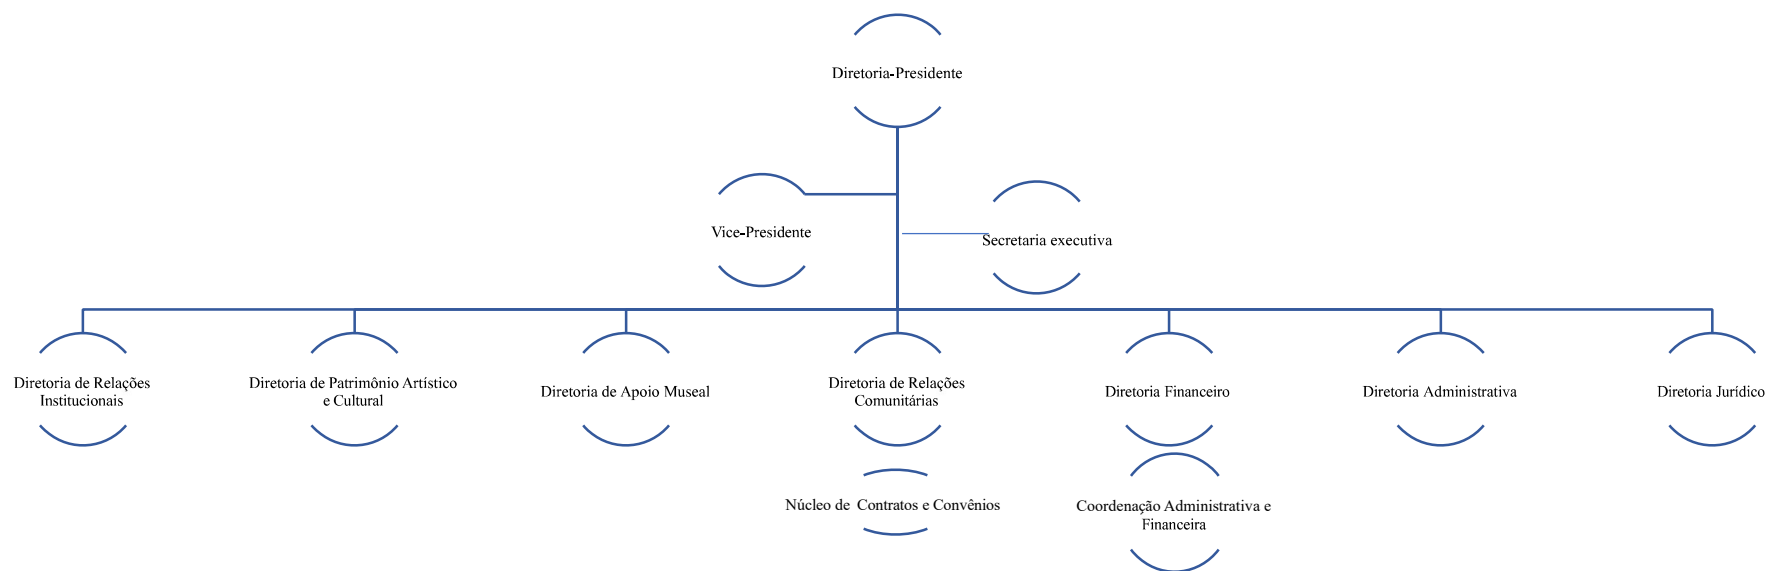 Diretoria-Presidente
Vice-Presidente
Secretaria executiva
Diretoria de Relações
Institucionais
Diretoria de Patrimônio Artístico
e Cultural
Diretoria de Apoio Museal
Diretoria de Relações
Comunitárias
Diretoria Financeiro
Diretoria Administrativa
Diretoria Jurídico
Núcleo de Contratos e Convênios
Coordenação Administrativa e
Financeira